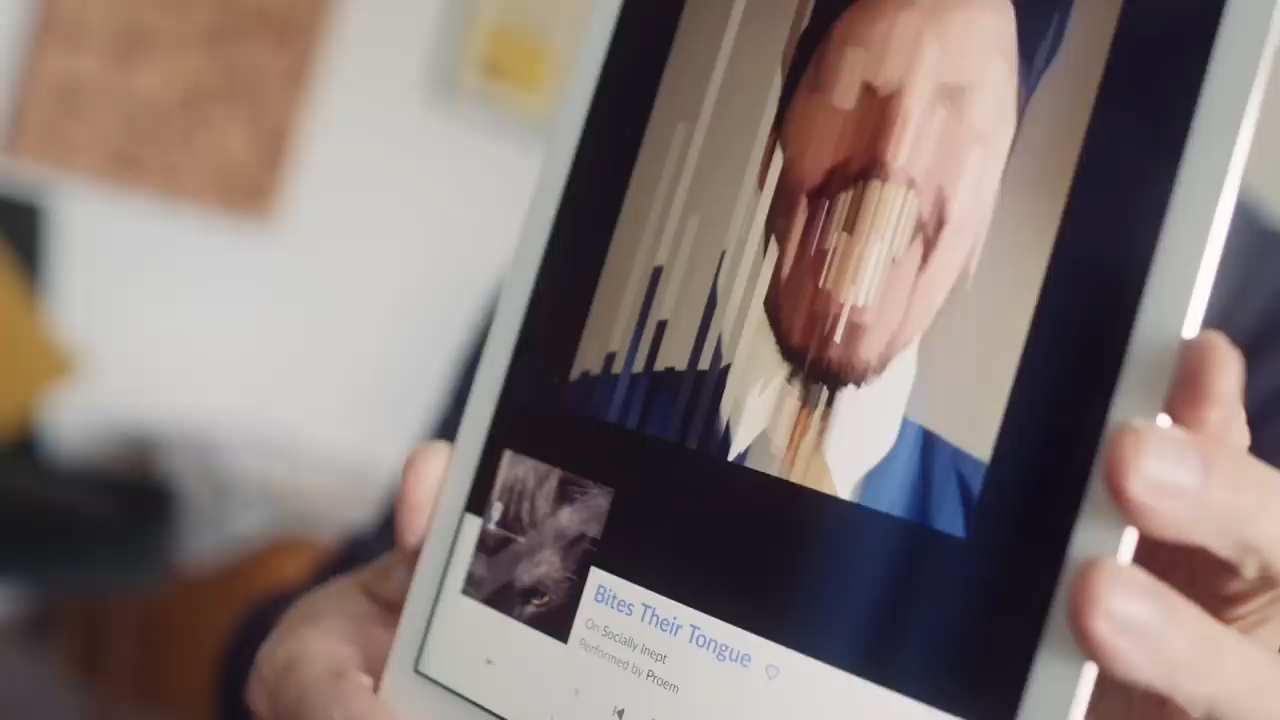 Bites Their Tongue
On Socially Inept
Performed by Proem